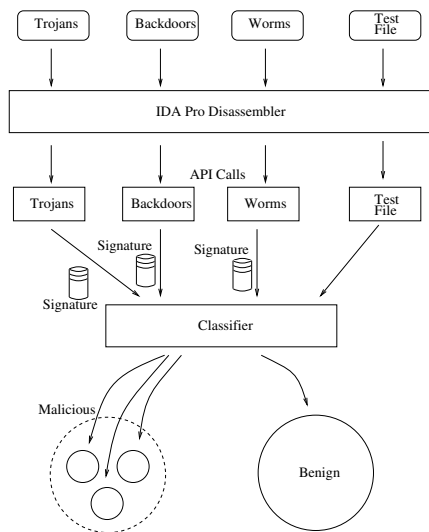 Trojans
Backdoors
Worms
Test
File
IDA Pro Disassembler
API Calls
Trojans
Backdoors
Worms
Test
File
Signature
Signature
Signature
Classifier
Malicious
Benign